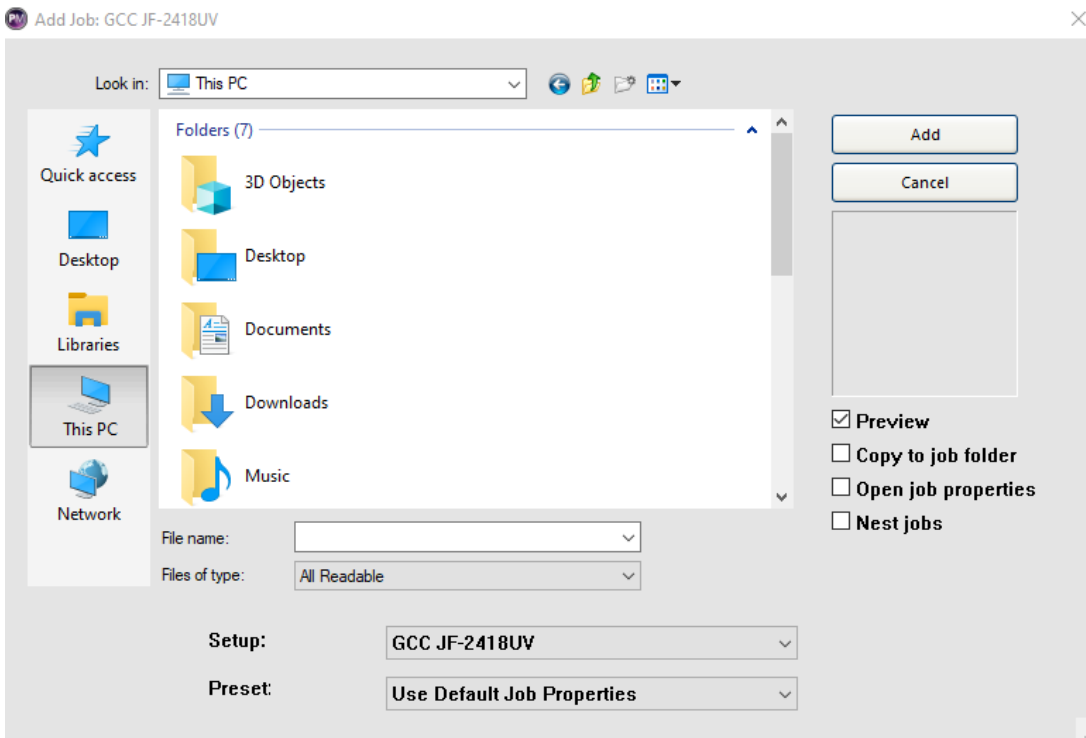 PM Add Job: GCC JF-2418UV
Look in: This PC
Folders (7)
Quick access
Desktop
Libraries
This PC
Network
3D Objects
Desktop
Documents
Downloads
Music
Add
Cancel
Preview
Copy to job folder
Open job properties
Nest jobs
File name:
Files of type: All Readable
Setup: GCC JF-2418UV
Preset: Use Default Job Properties